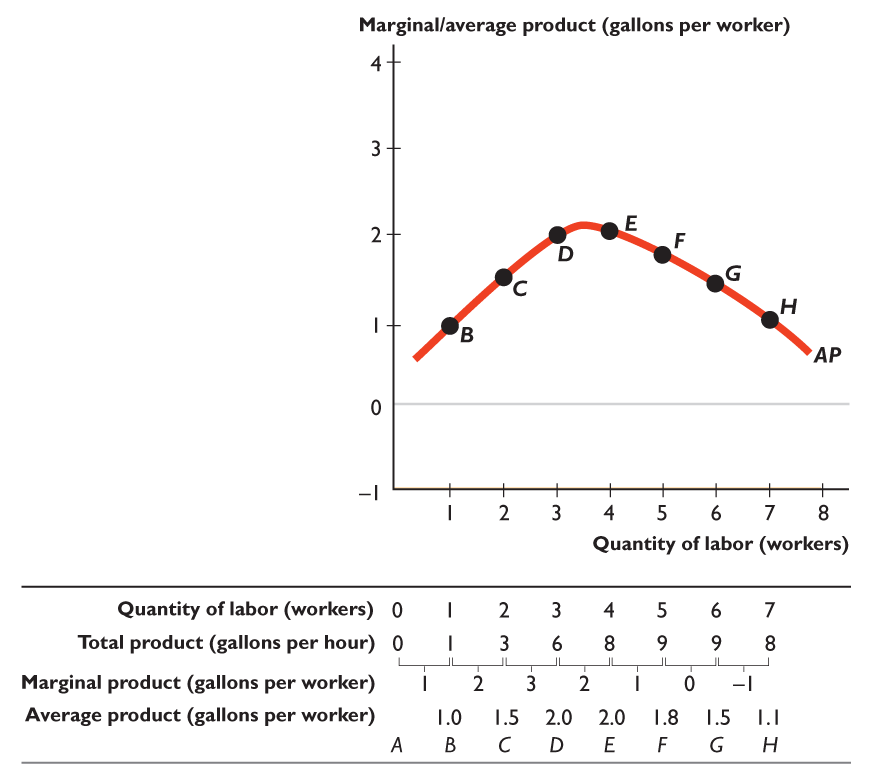 Marginal/average product (gallons per worker)
4
3
2
1
0
–1
B
C
D
E
F
G
H
AP
1 2 3 4 5 6 7 8
Quantity of labor (workers)
Quantity of labor (workers) 0 1 2 3 4 5 6 7
Total product (gallons per hour) 0 1 3 6 8 9 9 8
Marginal product (gallons per worker) 1 2 3 2 1 0 –1
Average product (gallons per worker) 1.0 1.5 2.0 2.0 1.8 1.5 1.1
A B C D E F G H